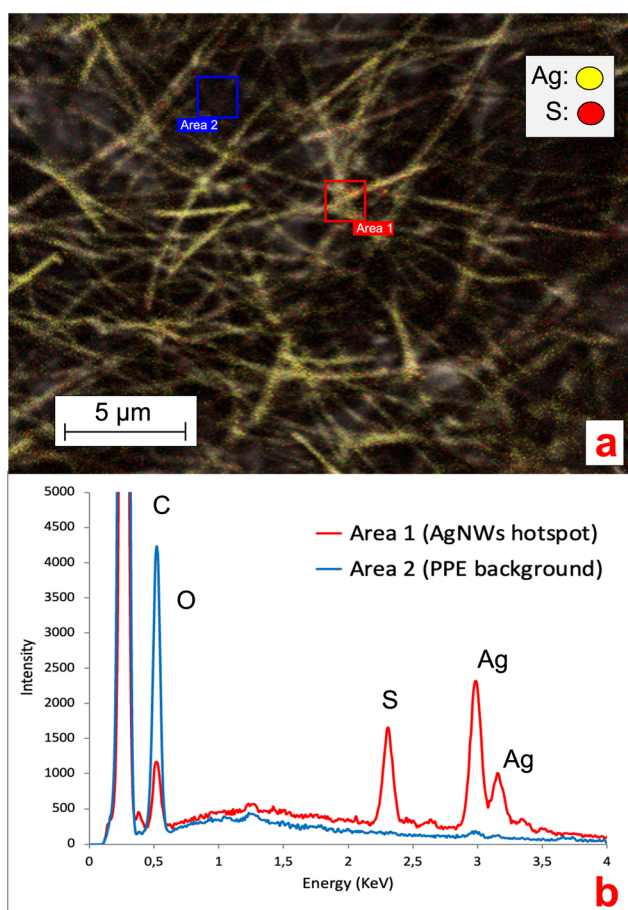 Ag:
S:
Area 2
Area 1
5 µm
a
5000
4500
4000
3500
3000
2500
2000
1500
1000
500
0
Intensity
C
O
S
Ag
Ag
Area 1 (AgNWs hotspot)
Area 2 (PPE background)
0
0,5
1
1,5
2
2,5
3
3,5
4
Energy (KeV)
b